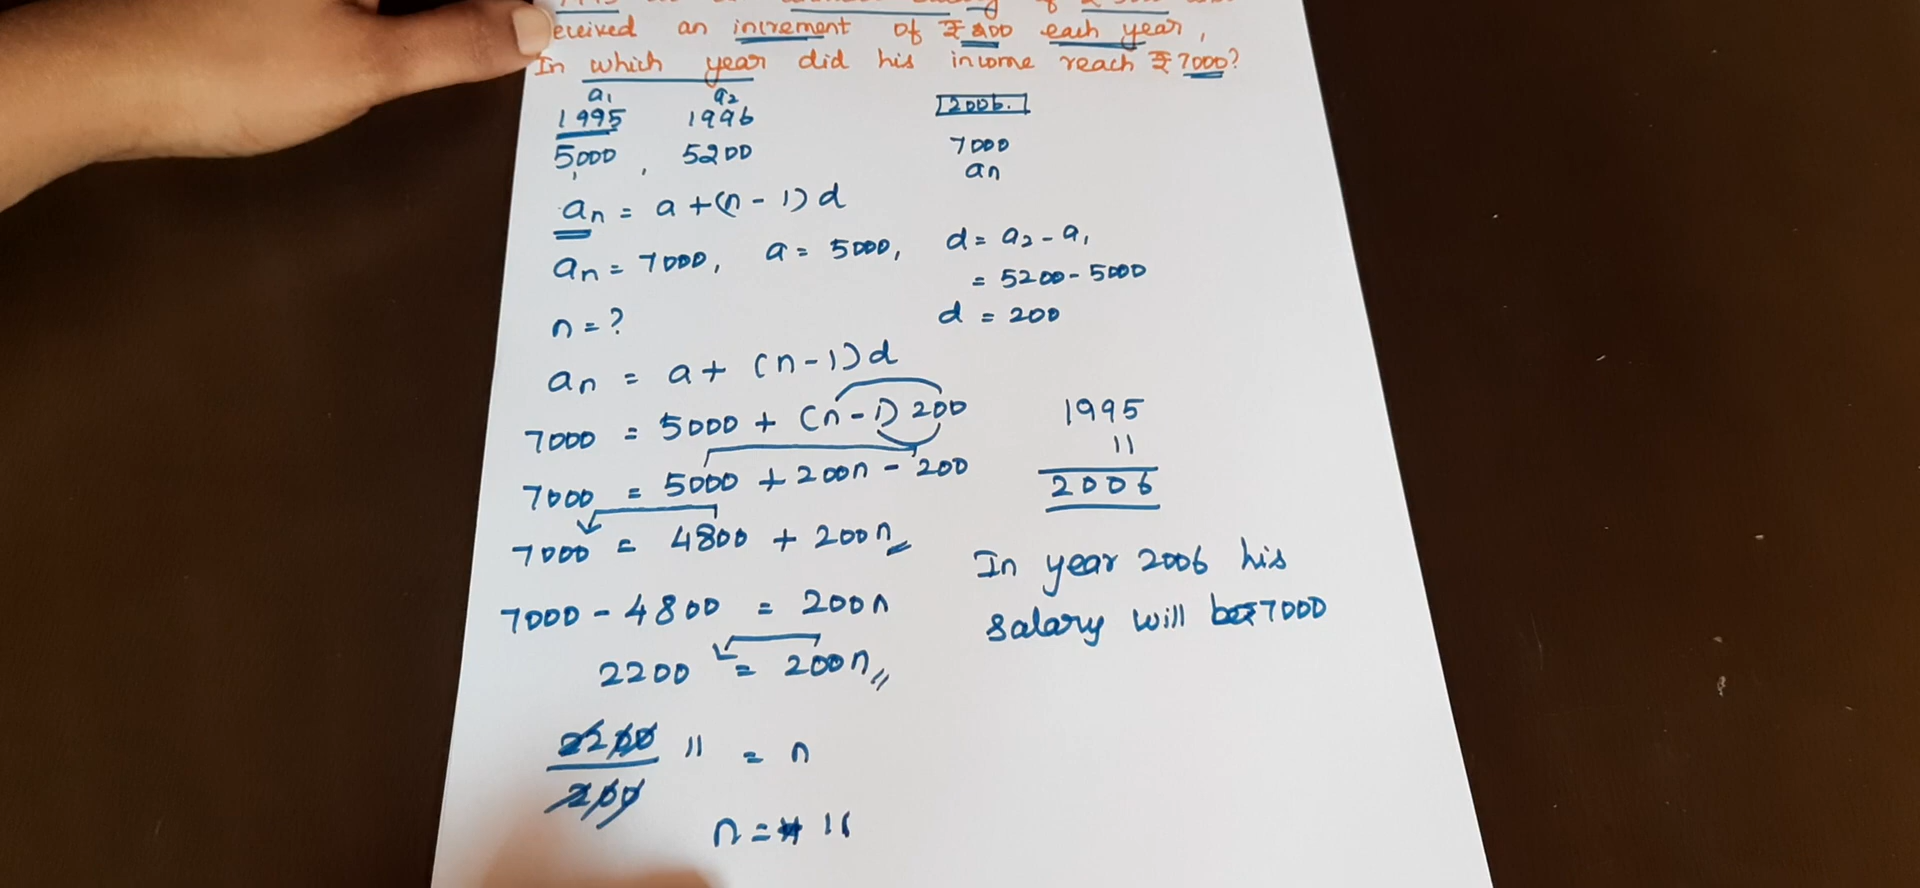 eceived an increment of ₹ 200 each year,
In which year did his income reach ₹ 7000?
a1 a2
1995 1996 2006.
5000, 5200 7000
an
an = a + (n - 1) d
an = 7000, a = 5000, d = a2 - a1
= 5200 - 5000
n = ? d = 200
an = a + (n - 1) d
7000 = 5000 + (n - 1) 200
7000 = 5000 + 200n - 200
7000 = 4800 + 200n
7000 - 4800 = 200n
2200 = 200n
2200 11 = n
200
n = 11
1995
11
2006
In year 2006 his
salary will be 7000